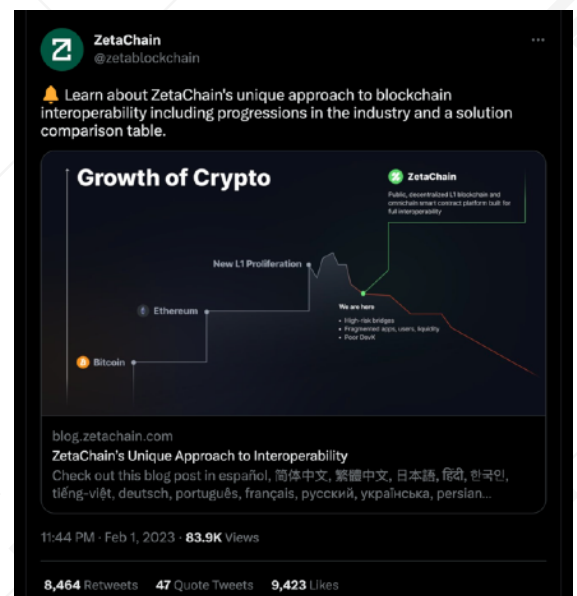 ZetaChain
@zetablockchain
🔔 Learn about ZetaChain's unique approach to blockchain
interoperability including progressions in the industry and a solution
comparison table.
Growth of Crypto
ZetaChain
Public, decentralized L1 blockchain and
omnichain smart contract platform built for
full interoperability
New L1 Proliferation
Ethereum
We are here
• High-risk bridges
• Fragmented apps, users, liquidity
• Poor DevX
Bitcoin
blog.zetachain.com
ZetaChain's Unique Approach to Interoperability
Check out this blog post in español, 简体中文, 繁體中文, 日本語, हिंदी, 한국인,
tiếng-việt, deutsch, português, français, русский, українська, persian...
11:44 PM · Feb 1, 2023 · 83.9K Views
8,464 Retweets 47 Quote Tweets 9,423 Likes